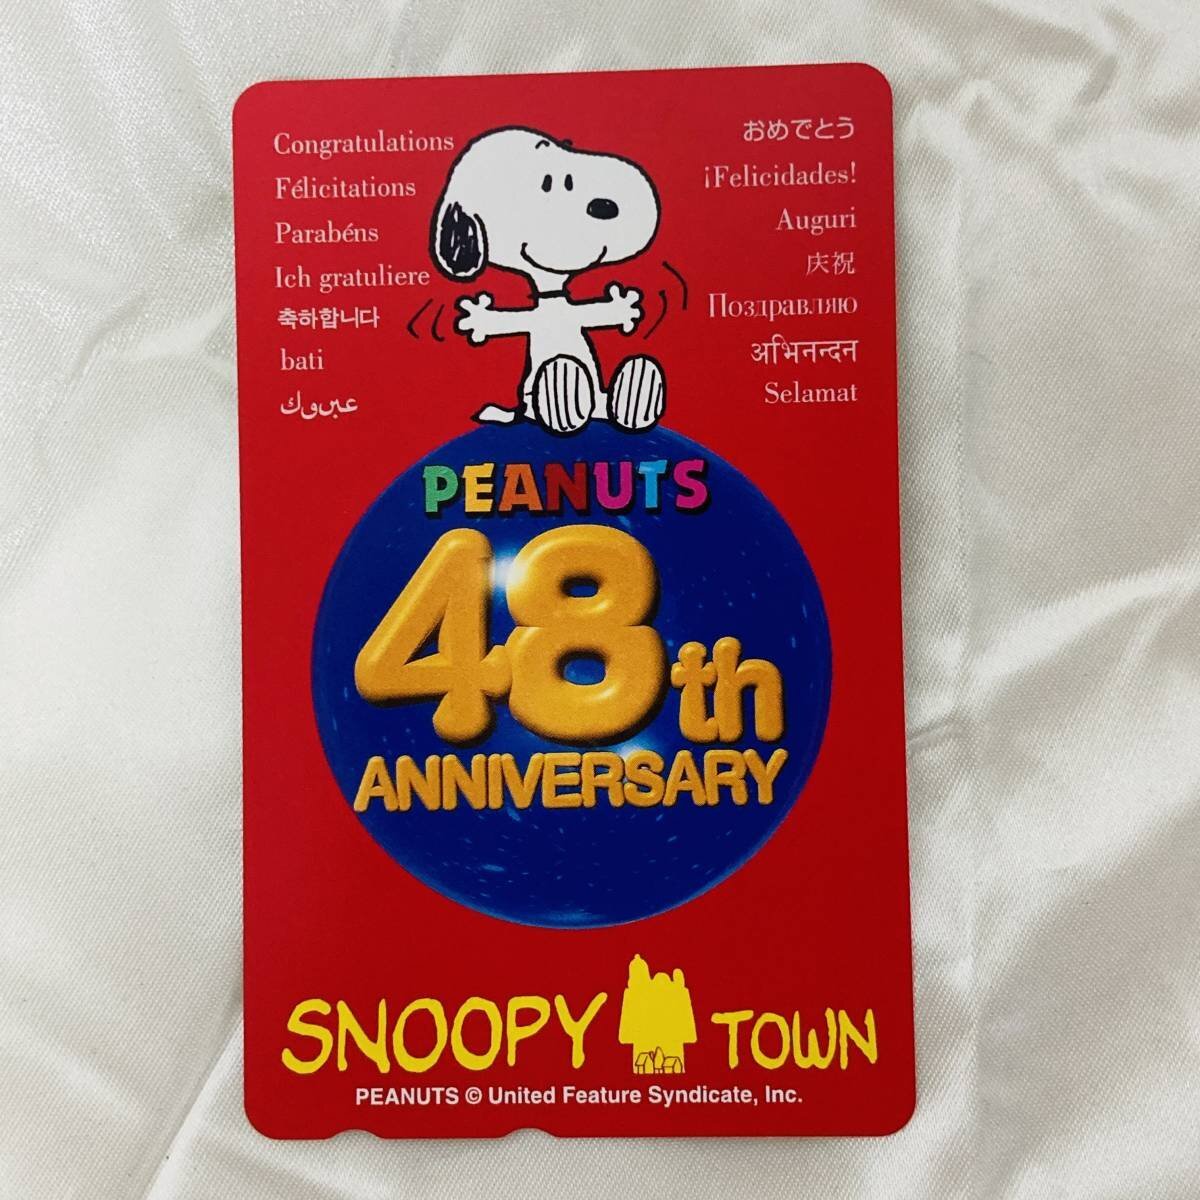 Congratulations
Félicitations
Parabéns
Ich gratuliere
축하합니다
bati
おめでとう
¡Felicidades!
Auguri
庆祝
Поздравляю
अभिनन्दन
Selamat
PEANUTS
48th
ANNIVERSARY
SNOOPY TOWN
PEANUTS © United Feature Syndicate, Inc.